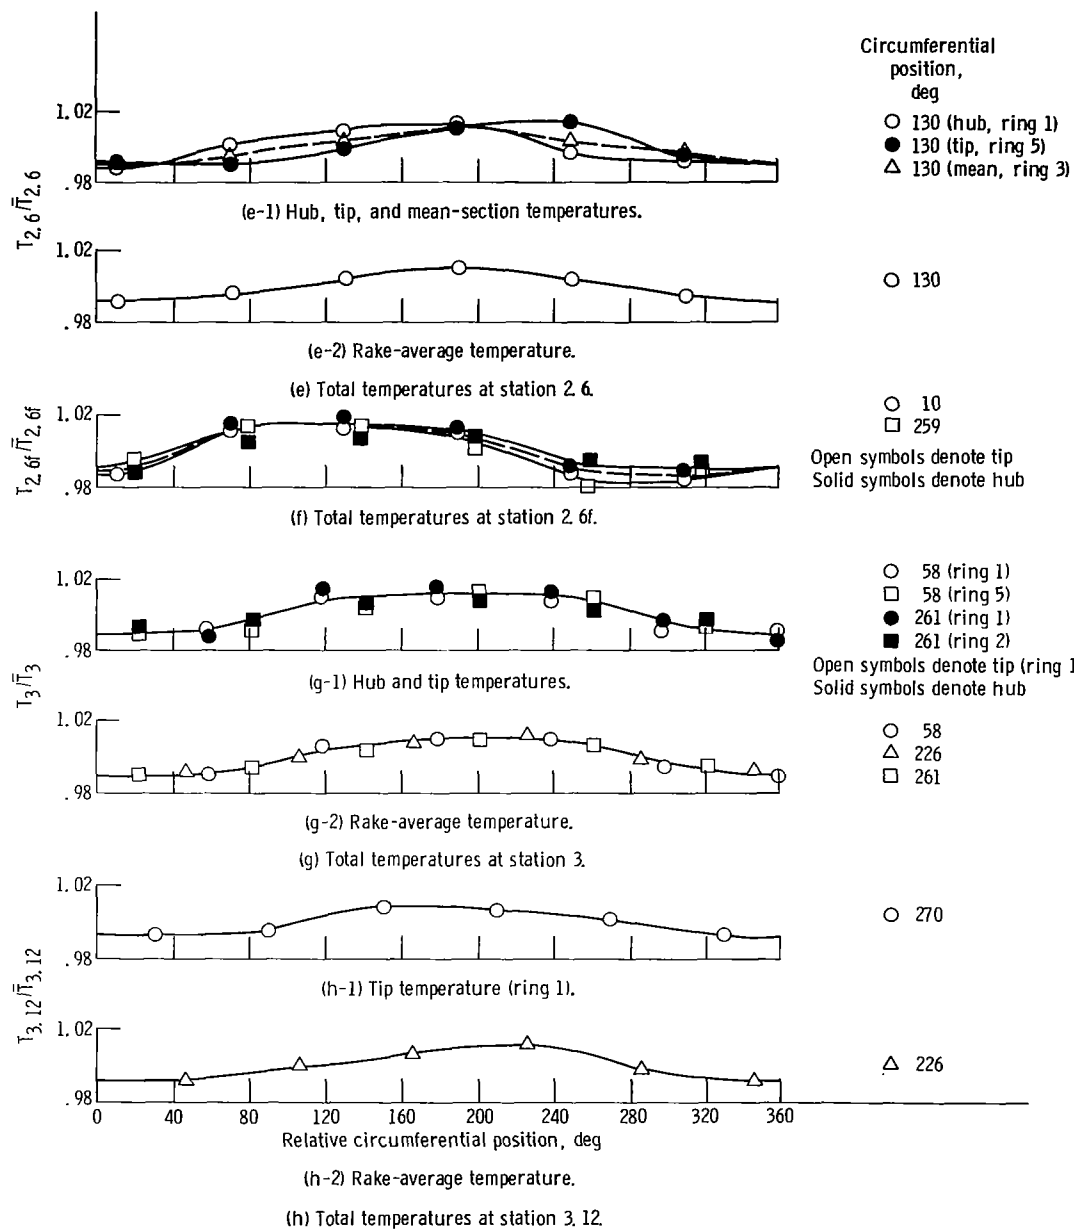 Circumferential
position,
deg
1.02
130 (hub, ring 1)
130 (tip, ring 5)
130 (mean, ring 3)
.98
T2.6/T̅2.6
(e-1) Hub, tip, and mean-section temperatures.
1.02
130
.98
(e-2) Rake-average temperature.
(e) Total temperatures at station 2.6.
1.02
10
259
Open symbols denote tip
Solid symbols denote hub
.98
T2.6f/T̅2.6f
(f) Total temperatures at station 2.6f.
1.02
58 (ring 1)
58 (ring 5)
261 (ring 1)
261 (ring 2)
Open symbols denote tip (ring 1
Solid symbols denote hub
.98
T3/T̅3
(g-1) Hub and tip temperatures.
1.02
58
226
261
.98
(g-2) Rake-average temperature.
(g) Total temperatures at station 3.
1.02
270
.98
T3.12/T̅3.12
(h-1) Tip temperature (ring 1).
1.02
226
.98
0 40 80 120 160 200 240 280 320 360
Relative circumferential position, deg
(h-2) Rake-average temperature.
(h) Total temperatures at station 3.12.